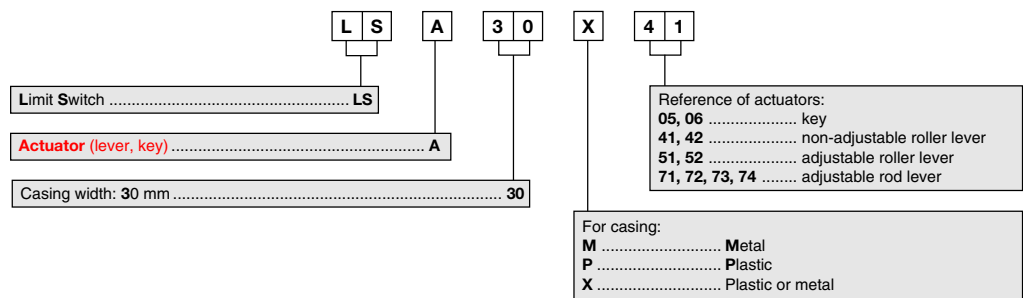 L S A 3 0 X 4 1
Limit Switch ..................................................... LS
Actuator (lever, key) ........................................................ A
Casing width: 30 mm ......................................................................... 30
Reference of actuators:
05, 06 .................... key
41, 42 .................... non-adjustable roller lever
51, 52 .................... adjustable roller lever
71, 72, 73, 74 ........ adjustable rod lever
For casing:
M ........................... Metal
P ............................ Plastic
X ............................ Plastic or metal